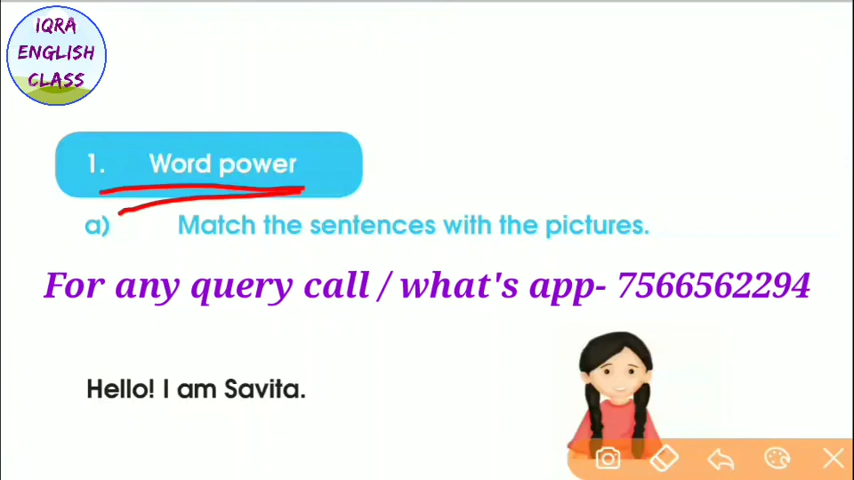 IQRA
ENGLISH
CLASS
1. Word power
a) Match the sentences with the pictures.
For any query call / what's app- 7566562294
Hello! I am Savita.